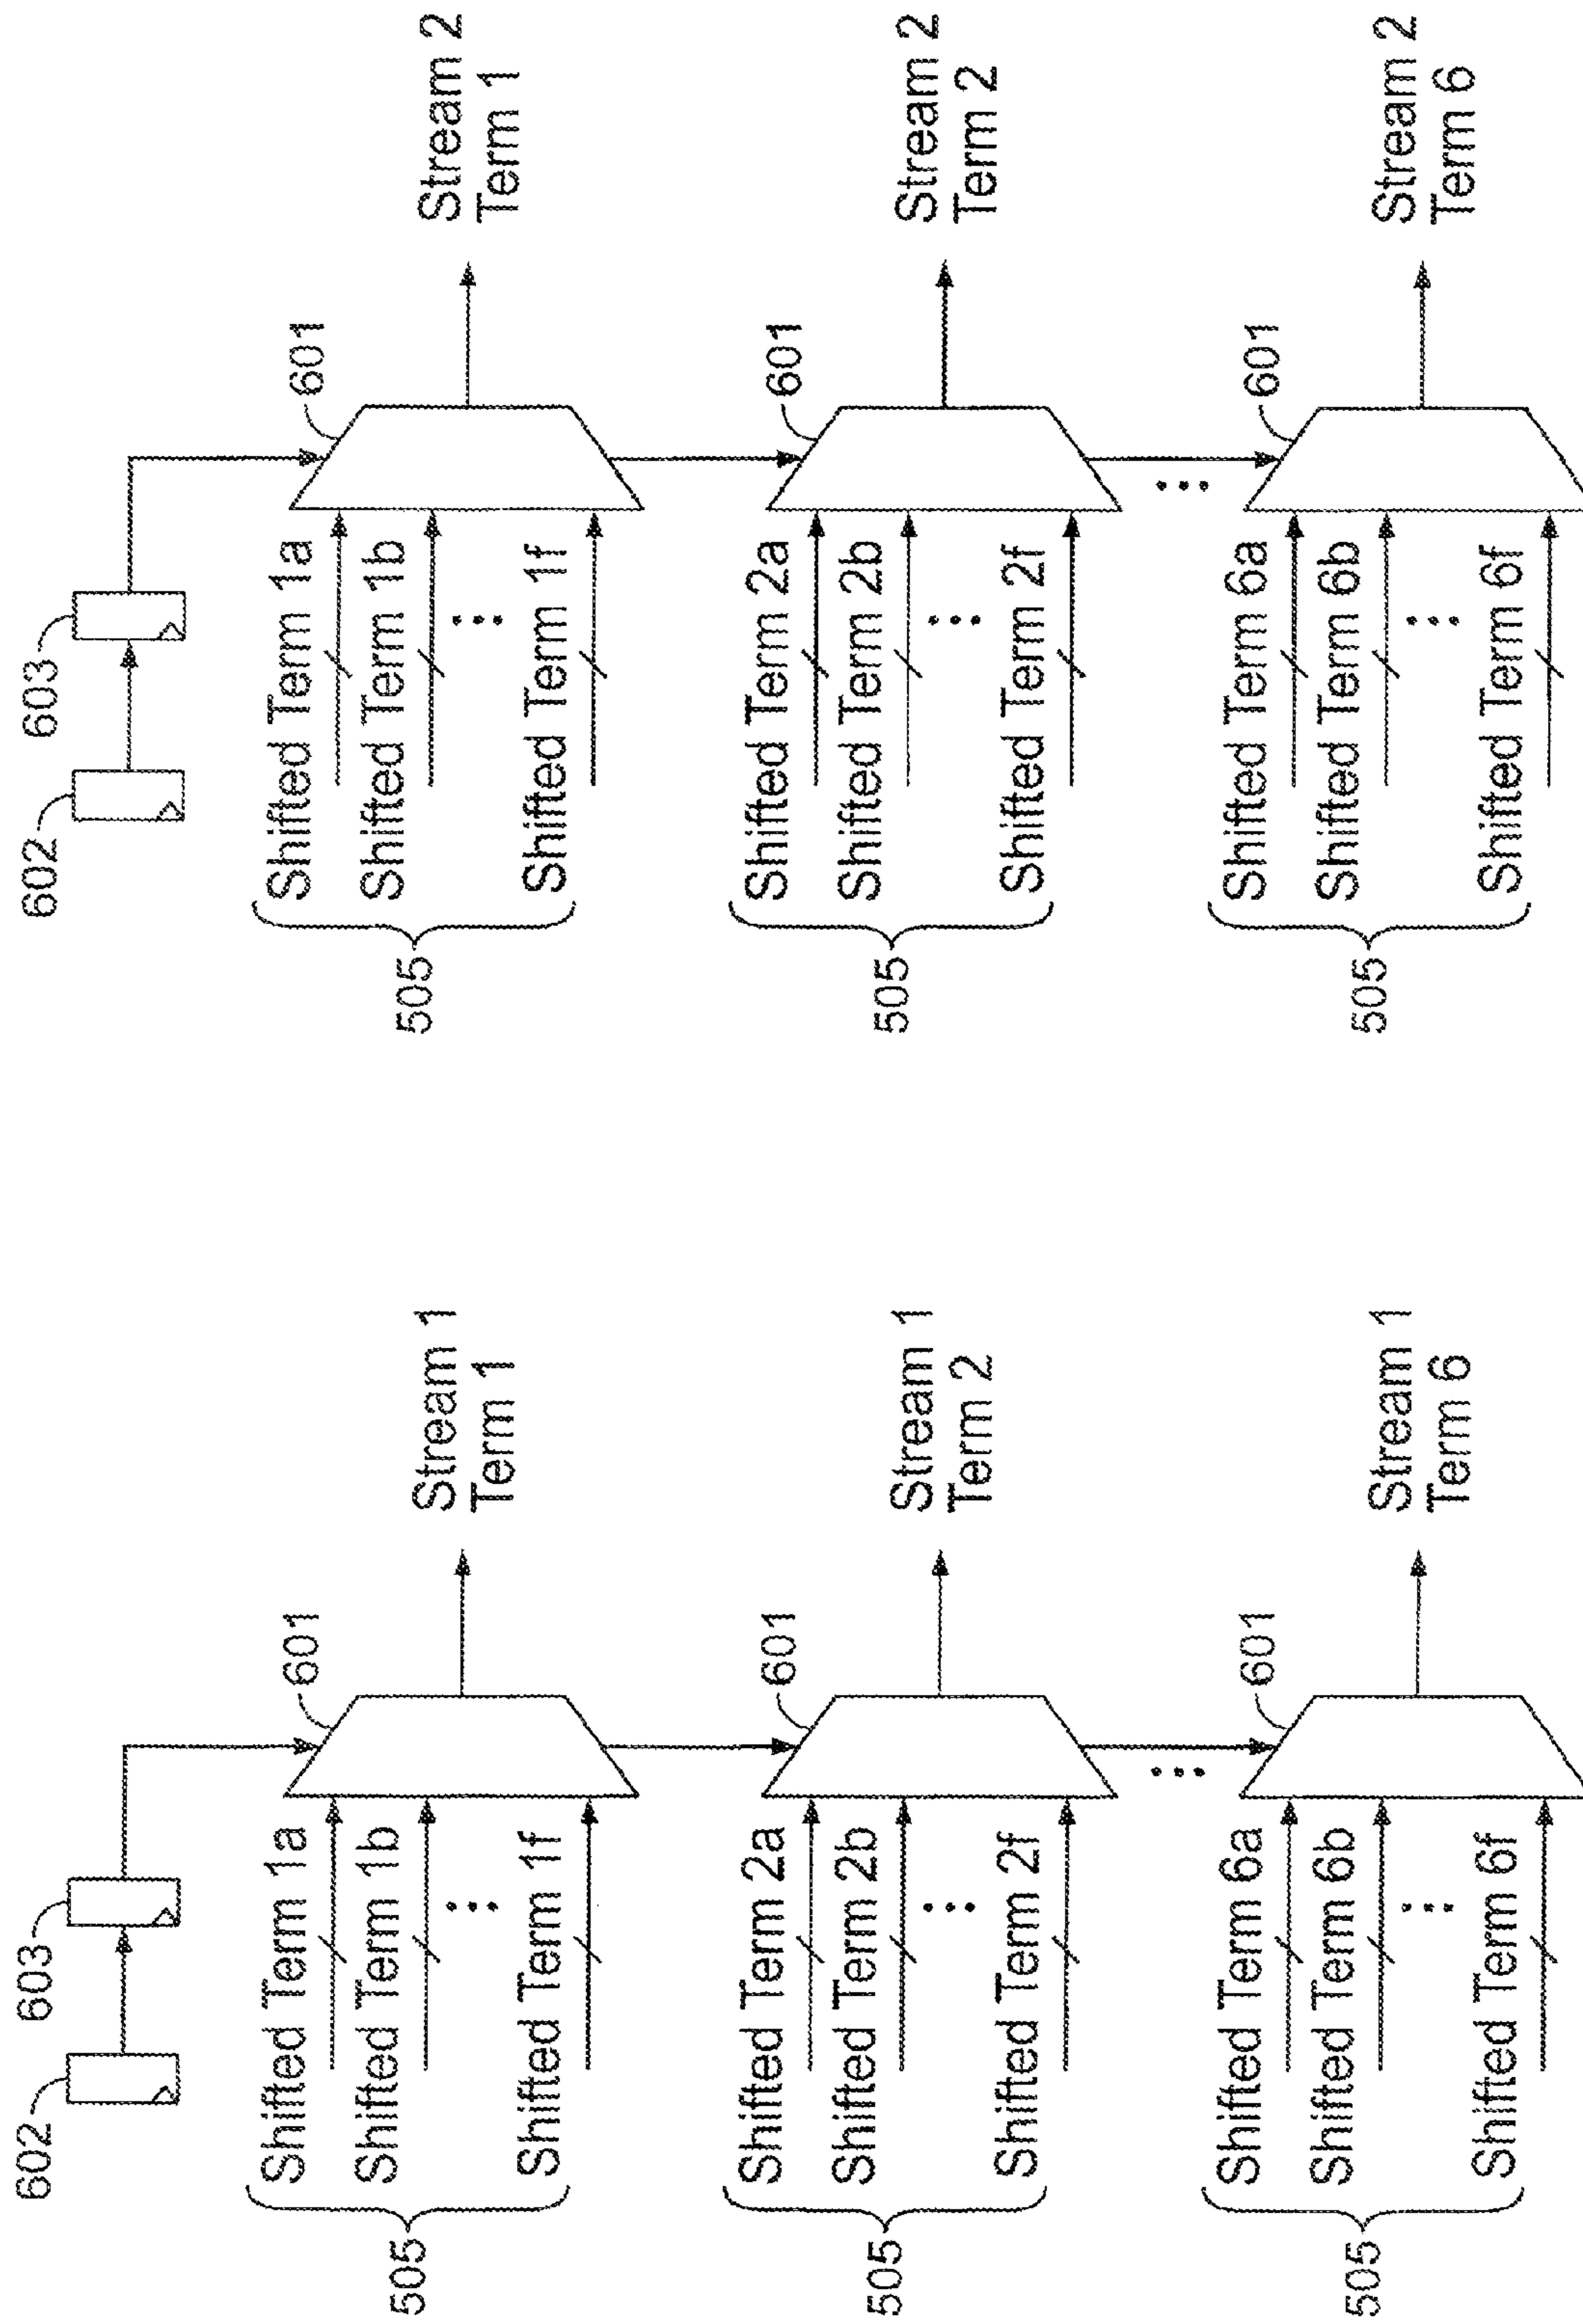 602
603
601
Shifted Term 1a
Shifted Term 1b
...
Shifted Term 1f
505
Stream 1
Term 1
601
Shifted Term 2a
Shifted Term 2b
...
Shifted Term 2f
505
Stream 1
Term 2
...
601
Shifted Term 6a
Shifted Term 6b
...
Shifted Term 6f
505
Stream 1
Term 6
602
603
601
Shifted Term 1a
Shifted Term 1b
...
Shifted Term 1f
505
Stream 2
Term 1
601
Shifted Term 2a
Shifted Term 2b
...
Shifted Term 2f
505
Stream 2
Term 2
...
601
Shifted Term 6a
Shifted Term 6b
...
Shifted Term 6f
505
Stream 2
Term 6